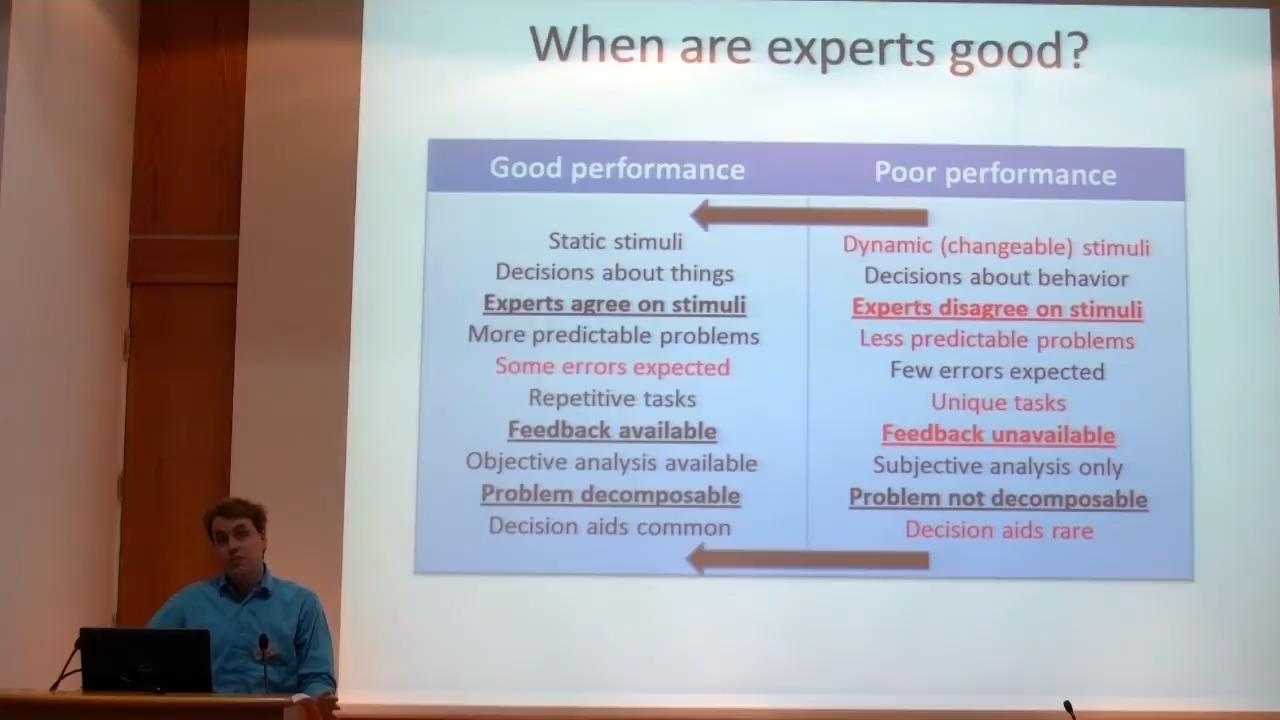 When are experts good?
Good performance
Poor performance
Static stimuli
Dynamic (changeable) stimuli
Decisions about things
Decisions about behavior
Experts agree on stimuli
Experts disagree on stimuli
More predictable problems
Less predictable problems
Some errors expected
Few errors expected
Repetitive tasks
Unique tasks
Feedback available
Feedback unavailable
Objective analysis available
Subjective analysis only
Problem decomposable
Problem not decomposable
Decision aids common
Decision aids rare